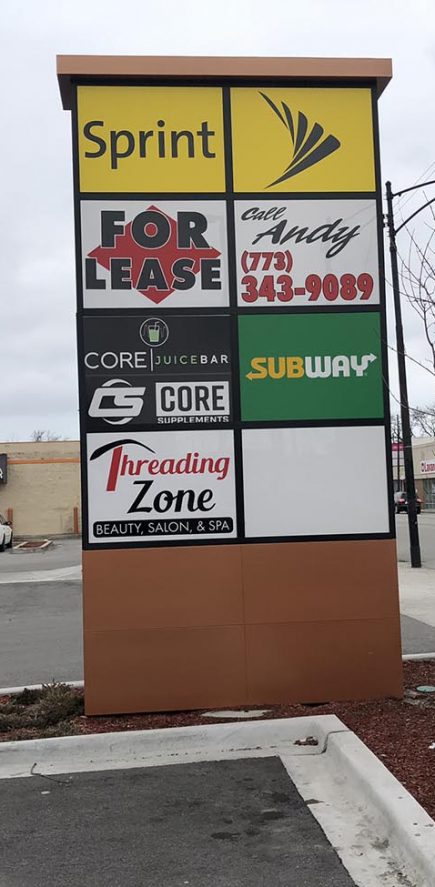 Sprint
FOR
LEASE
Call
Andy
(773)
343-9089
CORE JUICEBAR
CS CORE
SUPPLEMENTS
SUBWAY
Threading
Zone
BEAUTY, SALON, & SPA